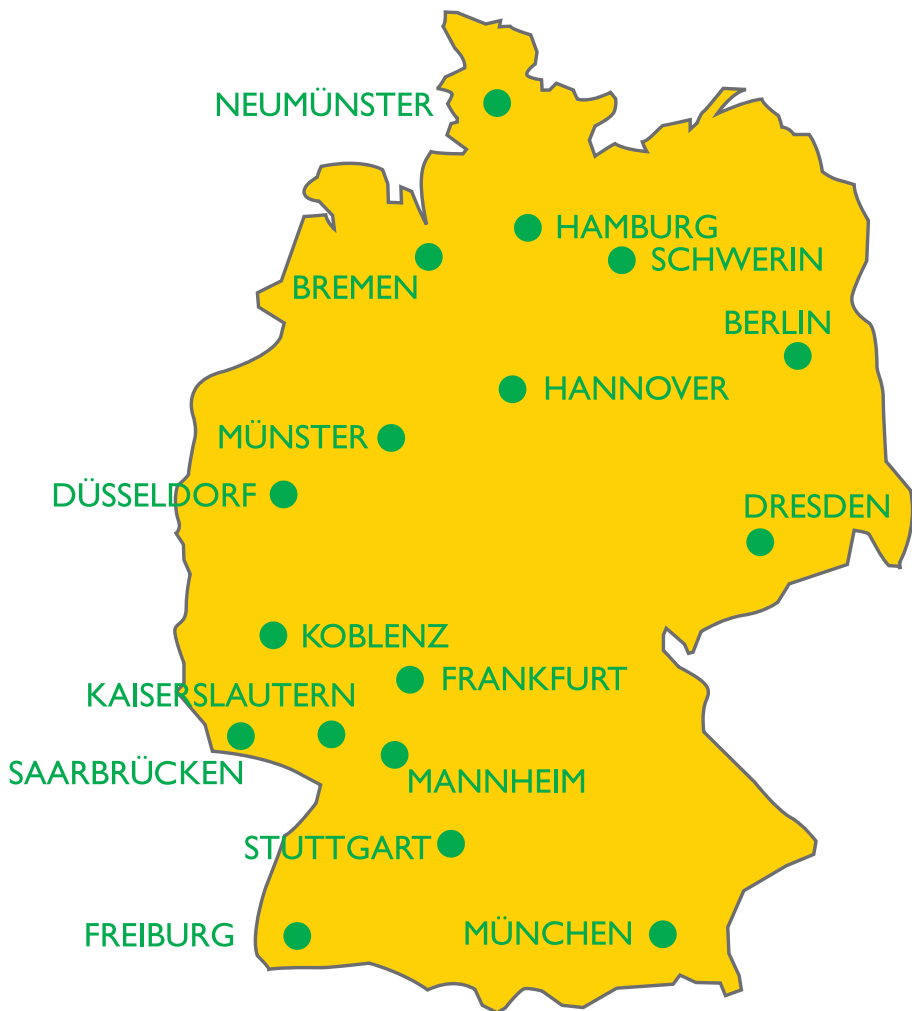 NEUMÜNSTER
HAMBURG
SCHWERIN
BREMEN
BERLIN
HANNOVER
MÜNSTER
DÜSSELDORF
DRESDEN
KOBLENZ
FRANKFURT
KAISERSLAUTERN
SAARBRÜCKEN
MANNHEIM
STUTTGART
FREIBURG
MÜNCHEN